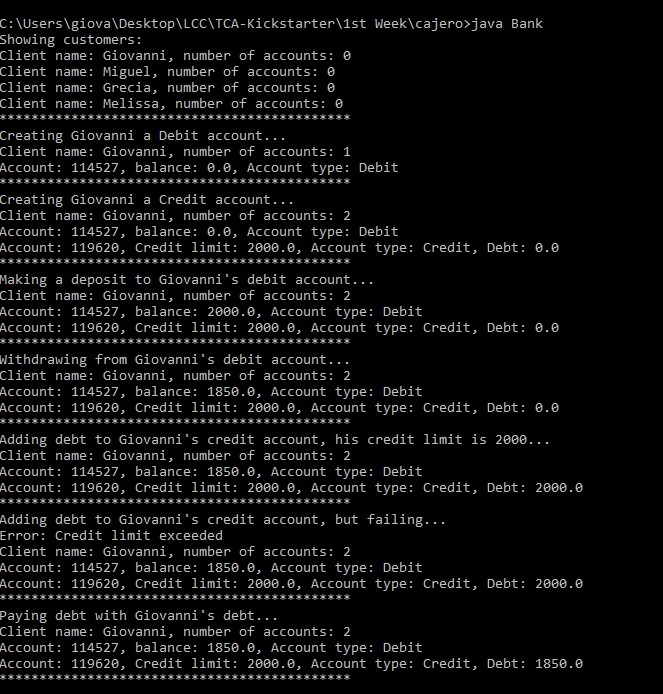 C:\Users\giova\Desktop\LCC\TCA-Kickstarter\1st Week\cajero>java Bank
Showing customers:
Client name: Giovanni, number of accounts: 0
Client name: Miguel, number of accounts: 0
Client name: Grecia, number of accounts: 0
Client name: Melissa, number of accounts: 0
********************************************
Creating Giovanni a Debit account...
Client name: Giovanni, number of accounts: 1
Account: 114527, balance: 0.0, Account type: Debit
********************************************
Creating Giovanni a Credit account...
Client name: Giovanni, number of accounts: 2
Account: 114527, balance: 0.0, Account type: Debit
Account: 119620, Credit limit: 2000.0, Account type: Credit, Debt: 0.0
********************************************
Making a deposit to Giovanni's debit account...
Client name: Giovanni, number of accounts: 2
Account: 114527, balance: 2000.0, Account type: Debit
Account: 119620, Credit limit: 2000.0, Account type: Credit, Debt: 0.0
********************************************
Withdrawing from Giovanni's debit account...
Client name: Giovanni, number of accounts: 2
Account: 114527, balance: 1850.0, Account type: Debit
Account: 119620, Credit limit: 2000.0, Account type: Credit, Debt: 0.0
********************************************
Adding debt to Giovanni's credit account, his credit limit is 2000...
Client name: Giovanni, number of accounts: 2
Account: 114527, balance: 1850.0, Account type: Debit
Account: 119620, Credit limit: 2000.0, Account type: Credit, Debt: 2000.0
********************************************
Adding debt to Giovanni's credit account, but failing...
Error: Credit limit exceeded
Client name: Giovanni, number of accounts: 2
Account: 114527, balance: 1850.0, Account type: Debit
Account: 119620, Credit limit: 2000.0, Account type: Credit, Debt: 2000.0
********************************************
Paying debt with Giovanni's debt...
Client name: Giovanni, number of accounts: 2
Account: 114527, balance: 1850.0, Account type: Debit
Account: 119620, Credit limit: 2000.0, Account type: Credit, Debt: 1850.0
********************************************